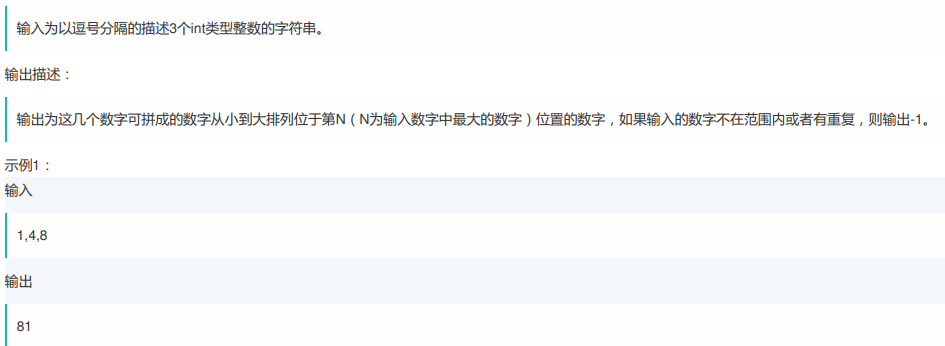 输入为以逗号分隔的描述3个int类型整数的字符串。
输出描述：
输出为这几个数字可拼成的数字从小到大排列位于第N（N为输入数字中最大的数字）位置的数字，如果输入的数字不在范围内或者有重复，则输出-1。
示例1：
输入
1,4,8
输出
81